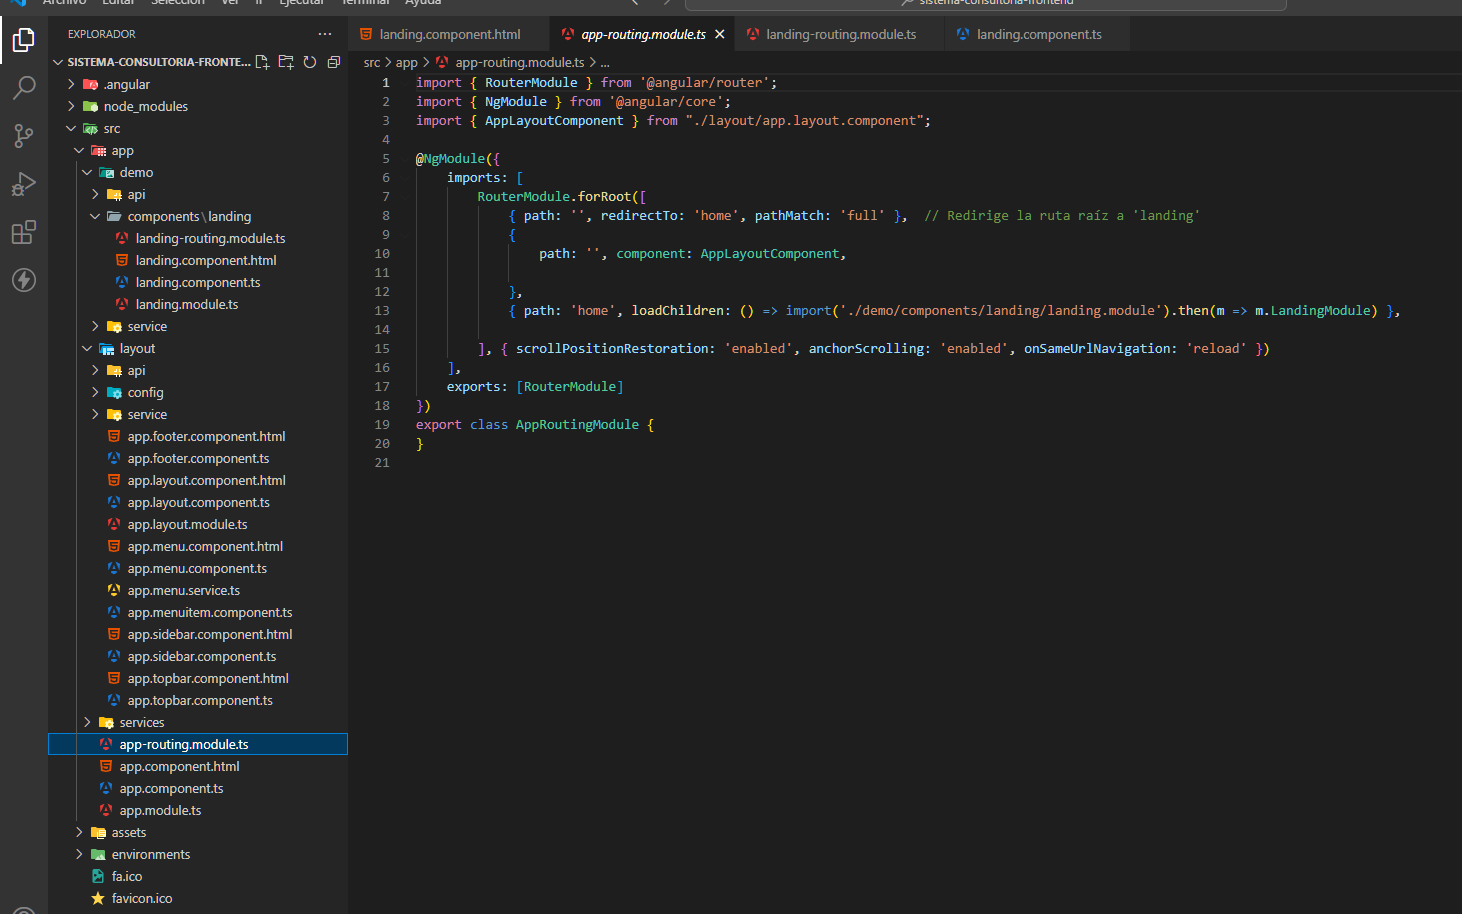 Archivo Editar Selección Ver Ir Ejecutar Terminal Ayuda
sistema-consultoria-frontend
EXPLORADOR
SISTEMA-CONSULTORIA-FRONTE...
.angular
node_modules
src
app
demo
api
components\landing
landing-routing.module.ts
landing.component.html
landing.component.ts
landing.module.ts
service
layout
api
config
service
app.footer.component.html
app.footer.component.ts
app.layout.component.html
app.layout.component.ts
app.layout.module.ts
app.menu.component.html
app.menu.component.ts
app.menu.service.ts
app.menuitem.component.ts
app.sidebar.component.html
app.sidebar.component.ts
app.topbar.component.html
app.topbar.component.ts
services
app-routing.module.ts
app.component.html
app.component.ts
app.module.ts
assets
environments
fa.ico
favicon.ico
landing.component.html app-routing.module.ts landing-routing.module.ts landing.component.ts
src > app > app-routing.module.ts > ...
1 import { RouterModule } from '@angular/router';
2 import { NgModule } from '@angular/core';
3 import { AppLayoutComponent } from "./layout/app.layout.component";
4
5 @NgModule({
6     imports: [
7         RouterModule.forRoot([
8             { path: '', redirectTo: 'home', pathMatch: 'full' },  // Redirige la ruta raíz a 'landing'
9             {
10                 path: '', component: AppLayoutComponent,
11
12             },
13             { path: 'home', loadChildren: () => import('./demo/components/landing/landing.module').then(m => m.LandingModule) },
14
15         ], { scrollPositionRestoration: 'enabled', anchorScrolling: 'enabled', onSameUrlNavigation: 'reload' })
16     ],
17     exports: [RouterModule]
18 })
19 export class AppRoutingModule {
20 }
21